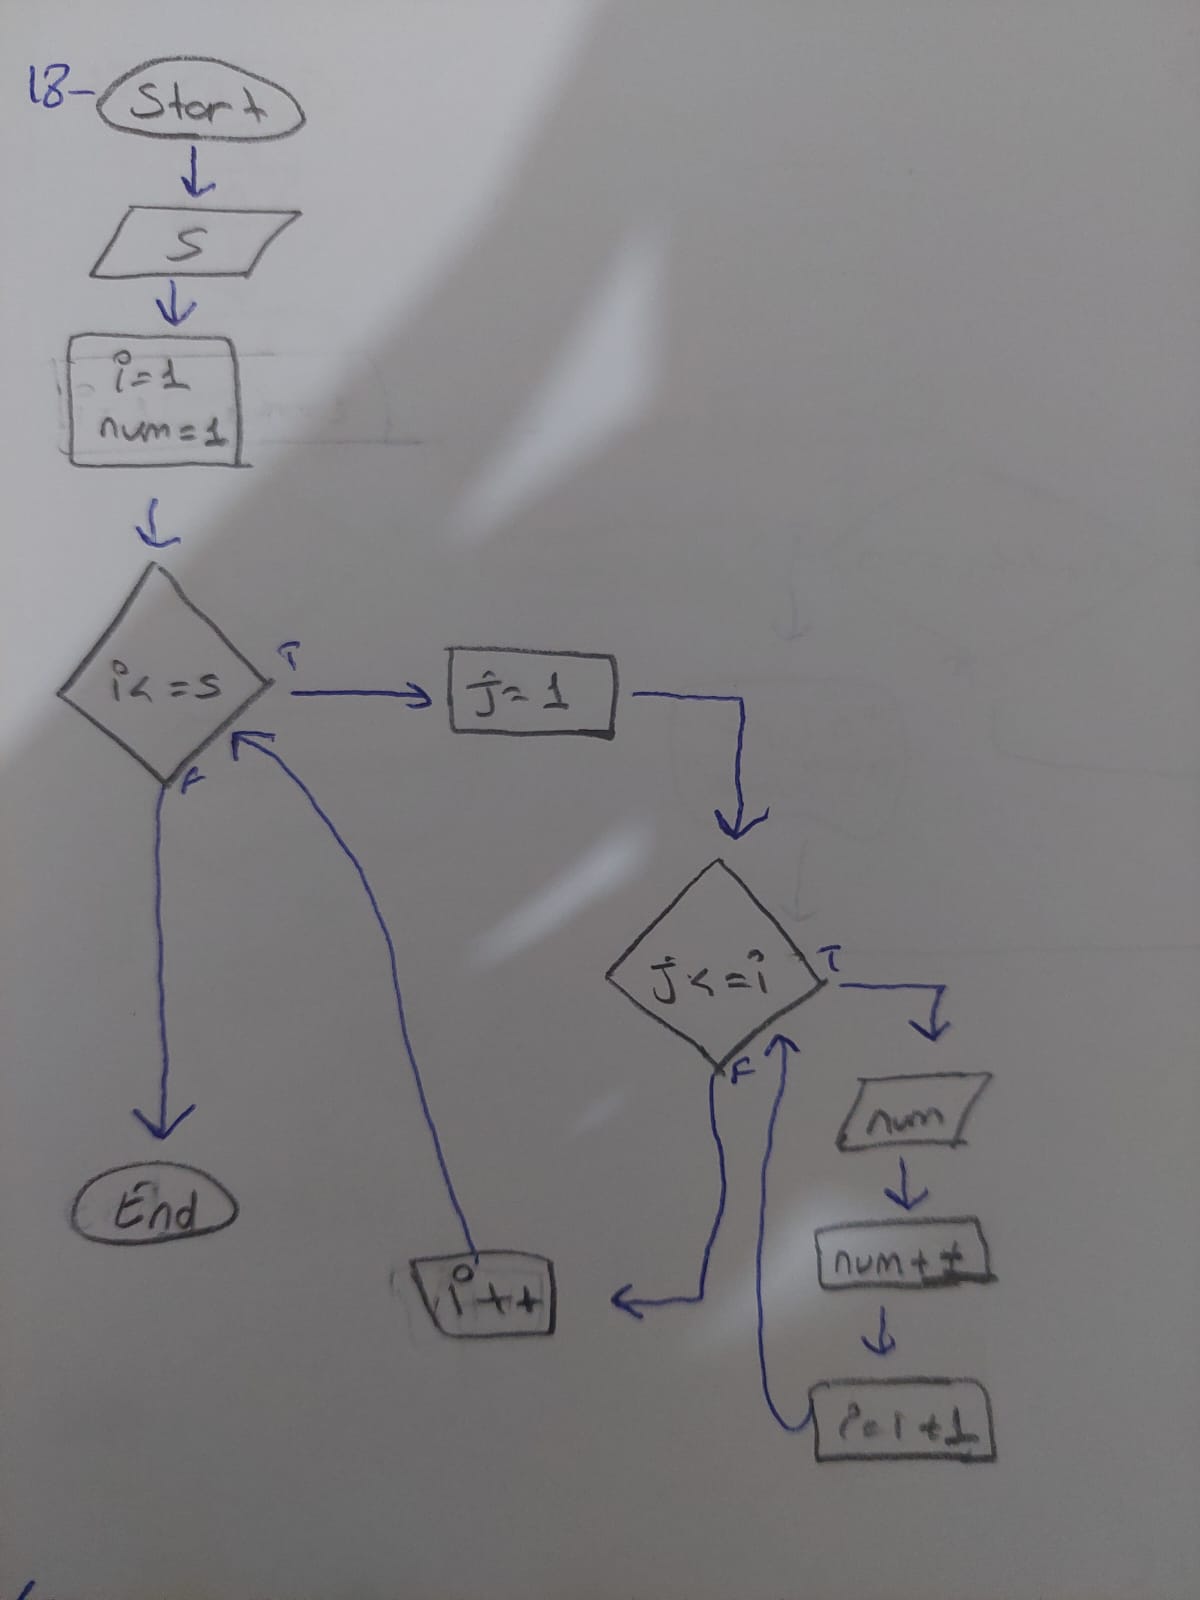 18-
Start
S
i=1
num=1
i<=s
T
F
j=1
j<=i
T
F
num
num++
i=i+1
i++
End